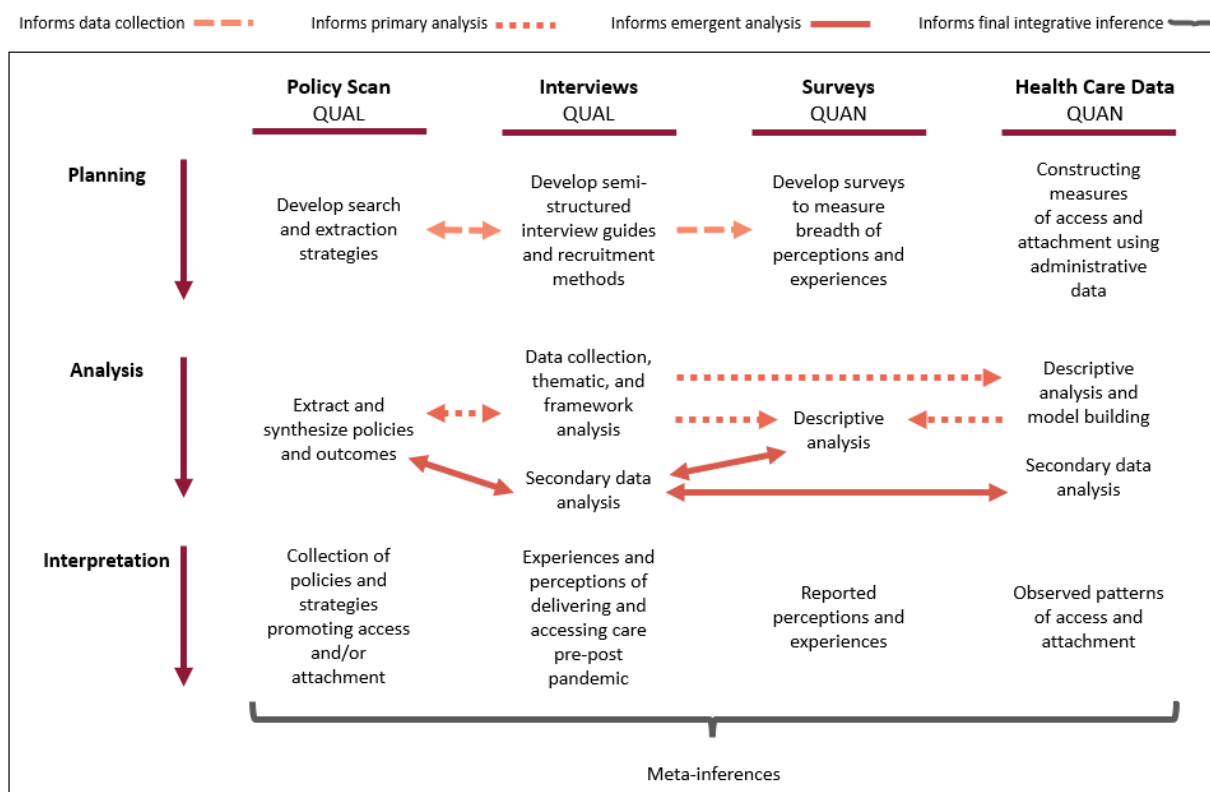 Informs data collection
Informs primary analysis
Informs emergent analysis
Informs final integrative inference
Policy Scan
QUAL
Interviews
QUAL
Surveys
QUAN
Health Care Data
QUAN
Planning
Develop search
and extraction
strategies
Develop semi-
structured
interview guides
and recruitment
methods
Develop surveys
to measure
breadth of
perceptions and
experiences
Constructing
measures
of access and
attachment using
administrative
data
Analysis
Extract and
synthesize policies
and outcomes
Data collection,
thematic, and
framework
analysis
Secondary data
analysis
Descriptive
analysis
Descriptive
analysis and
model building
Secondary data
analysis
Interpretation
Collection of
policies and
strategies
promoting access
and/or
attachment
Experiences and
perceptions of
delivering and
accessing care
pre-post
pandemic
Reported
perceptions and
experiences
Observed patterns
of access and
attachment
Meta-inferences